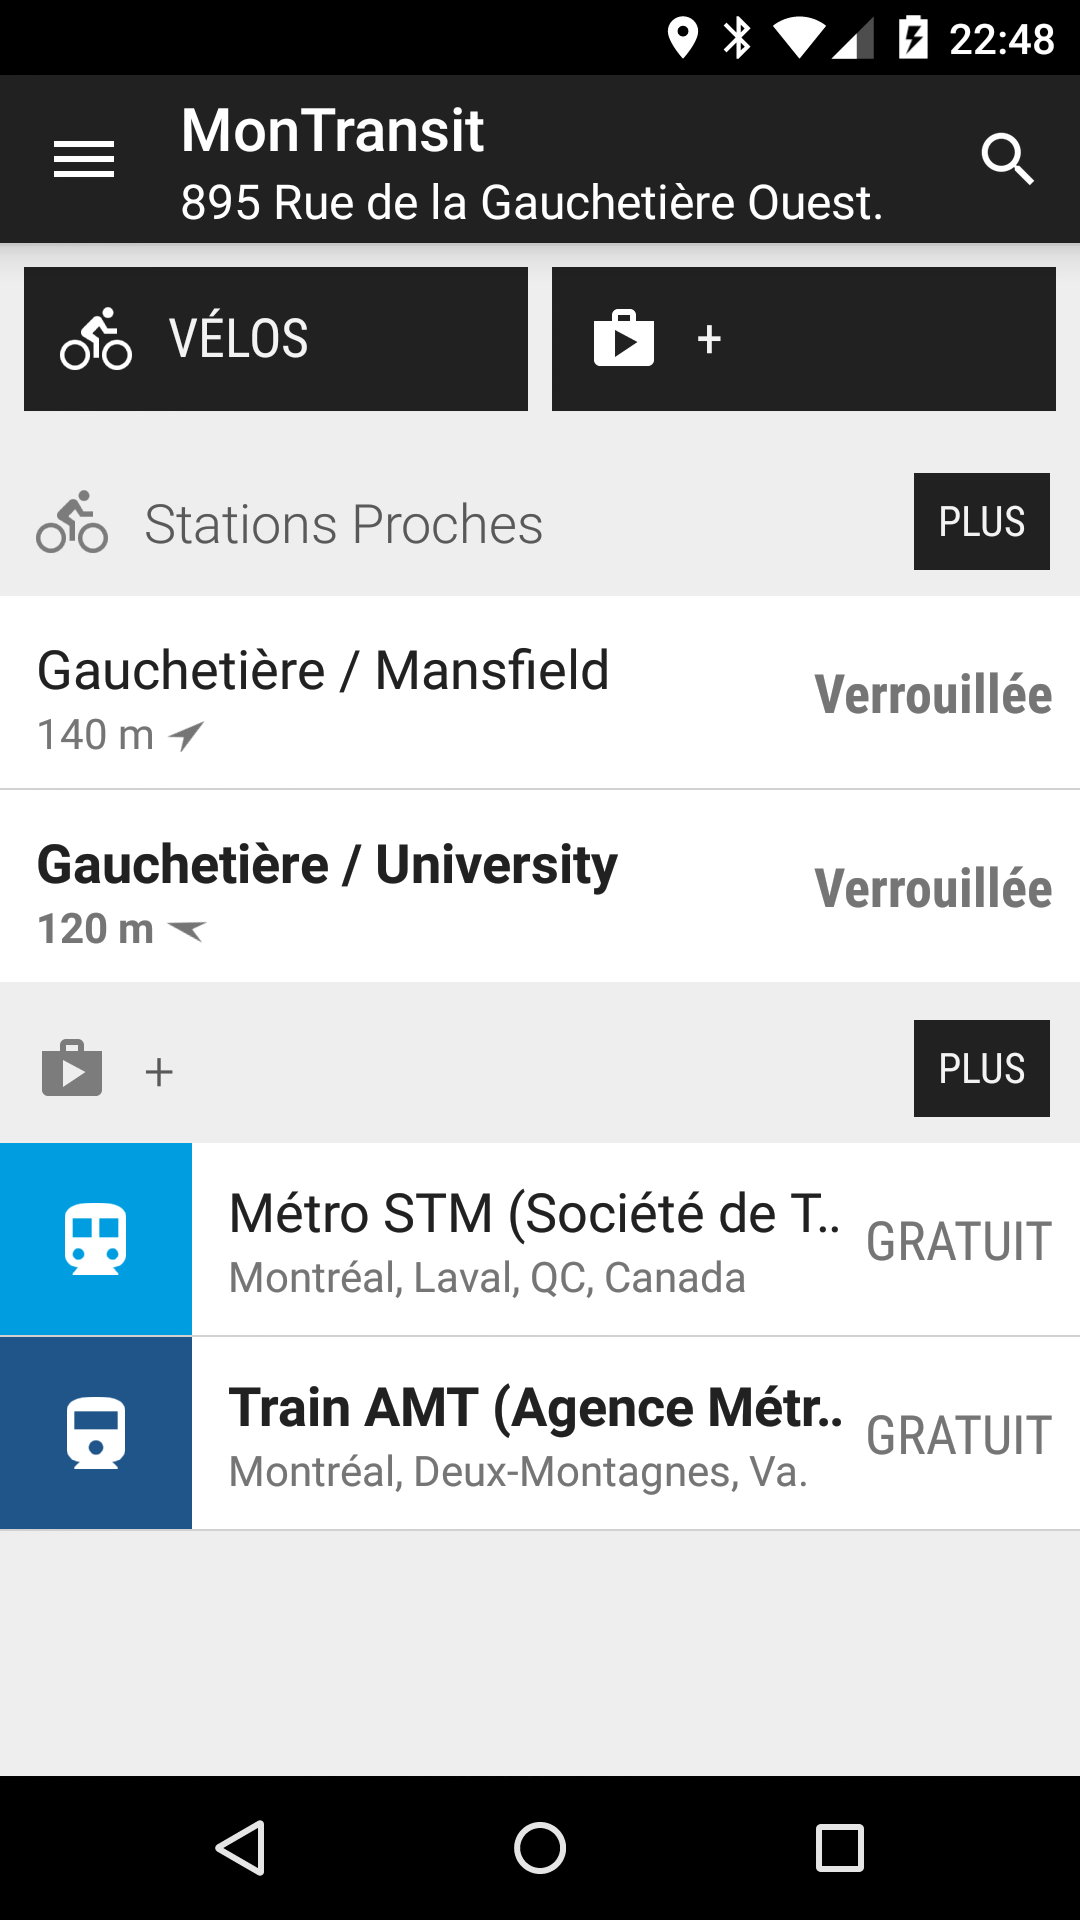 22:48
MonTransit
895 Rue de la Gauchetière Ouest.
VÉLOS
+
Stations Proches
PLUS
Gauchetière / Mansfield
140 m
Verrouillée
Gauchetière / University
120 m
Verrouillée
+
PLUS
Métro STM (Société de T..
Montréal, Laval, QC, Canada
GRATUIT
Train AMT (Agence Métr..
Montréal, Deux-Montagnes, Va.
GRATUIT